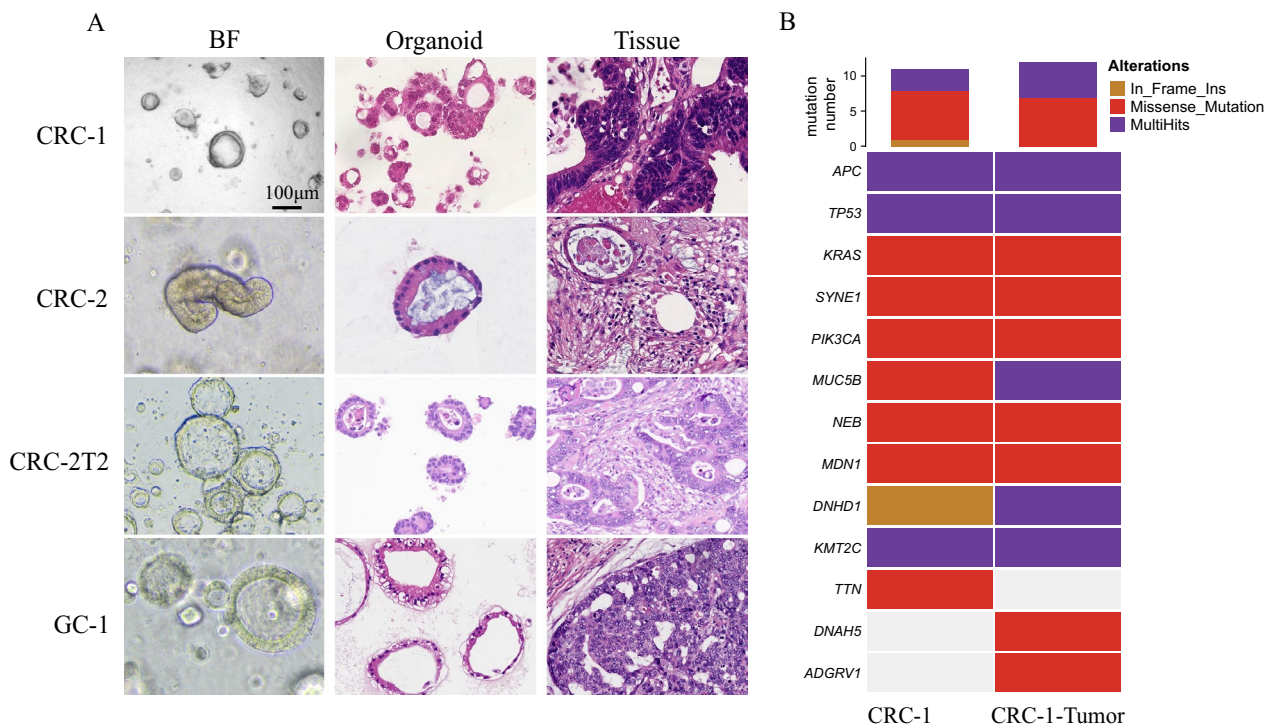 A
BF
Organoid
Tissue
CRC-1
100μm
CRC-2
CRC-2T2
GC-1
B
mutation
number
10
5
0
Alterations
In_Frame_Ins
Missense_Mutation
MultiHits
APC
TP53
KRAS
SYNE1
PIK3CA
MUC5B
NEB
MDN1
DNHD1
KMT2C
TTN
DNAH5
ADGRV1
CRC-1
CRC-1-Tumor